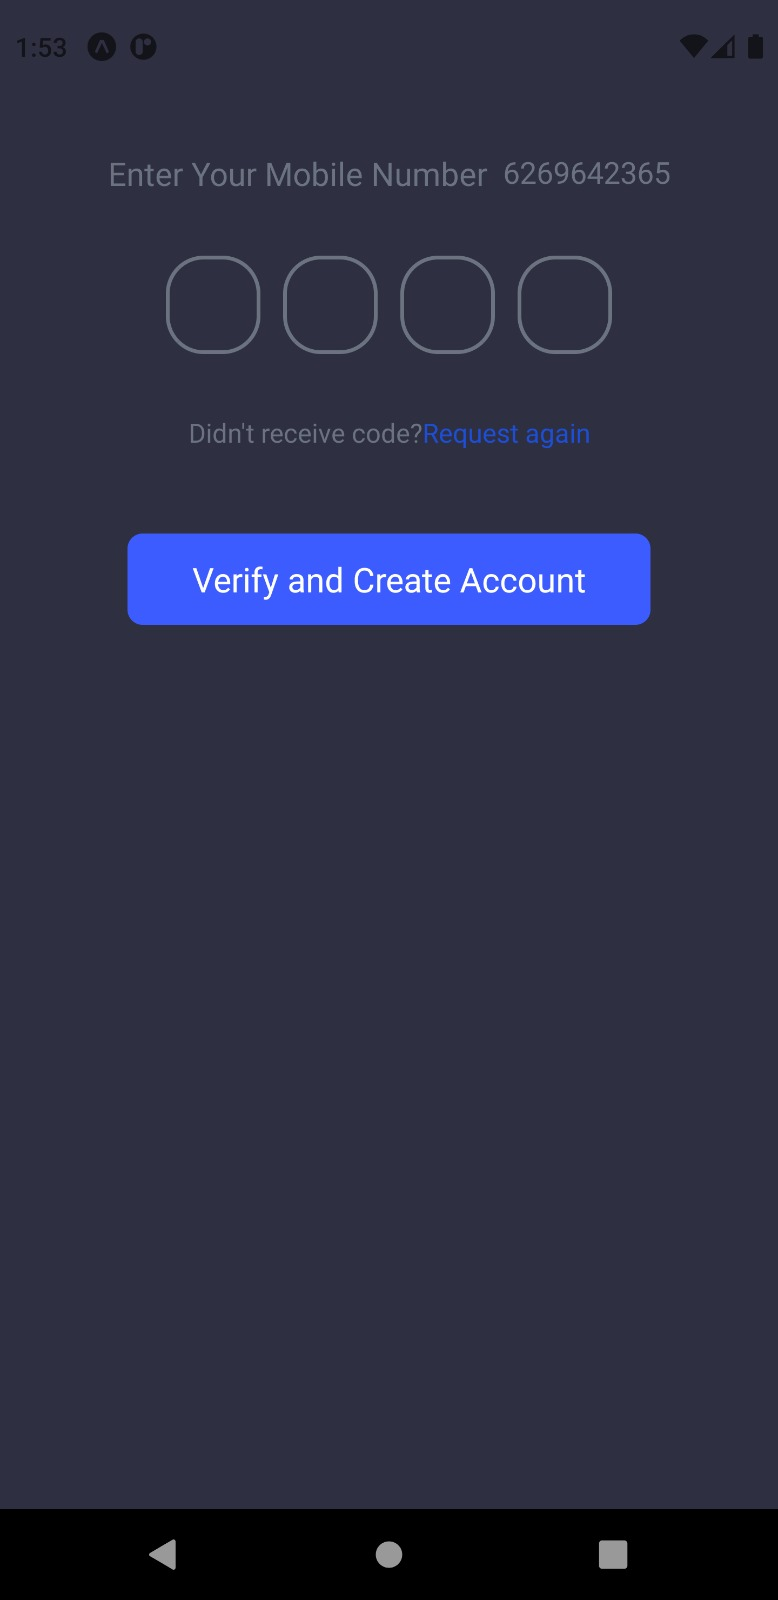 1:53
Enter Your Mobile Number 6269642365
Didn't receive code?Request again
Verify and Create Account